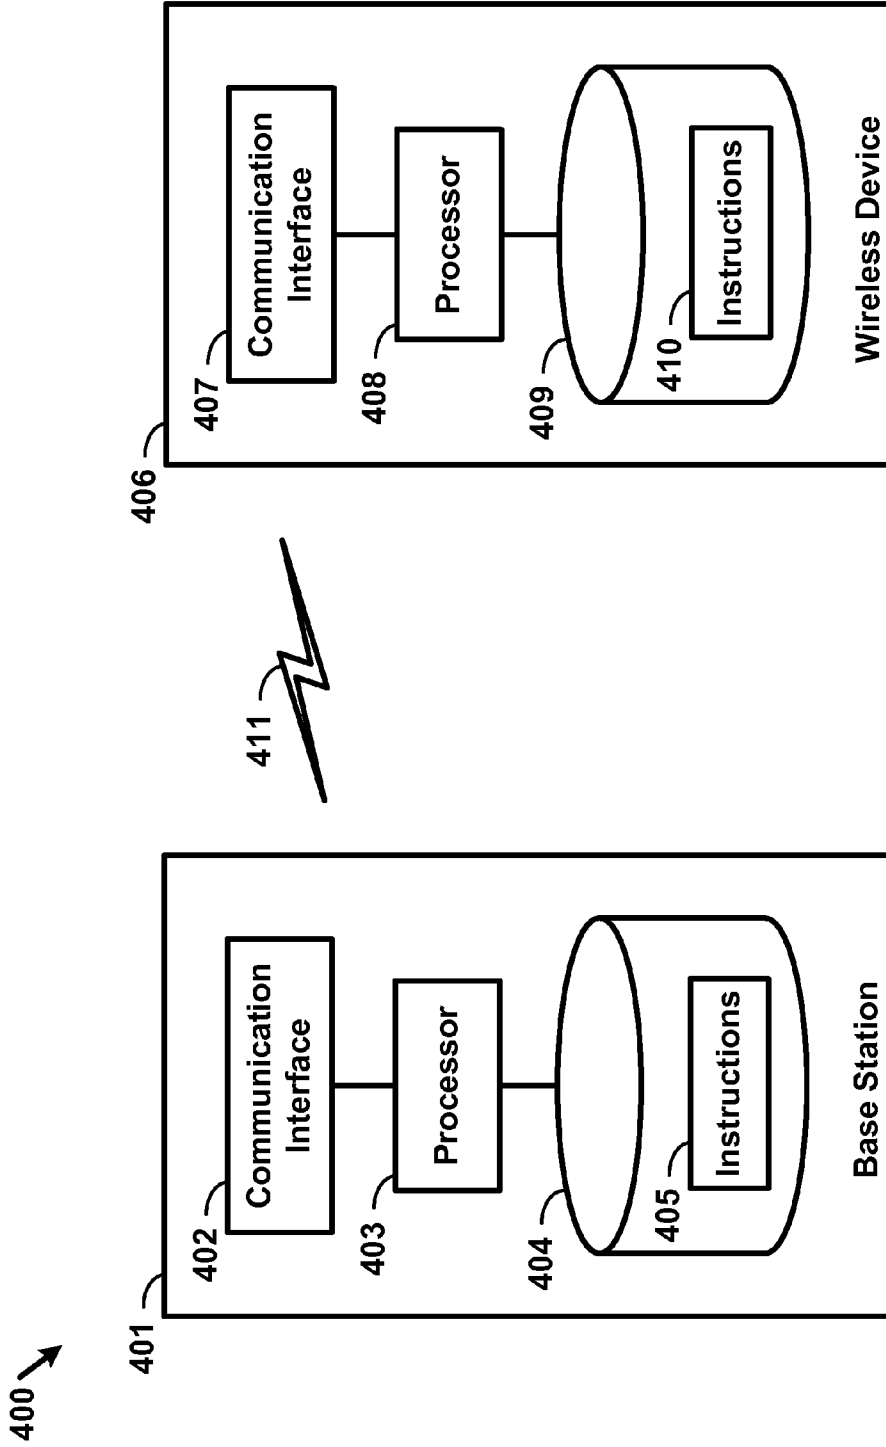 400
401
402
Communication
Interface
403
Processor
404
405
Instructions
Base Station
411
406
407
Communication
Interface
408
Processor
409
410
Instructions
Wireless Device